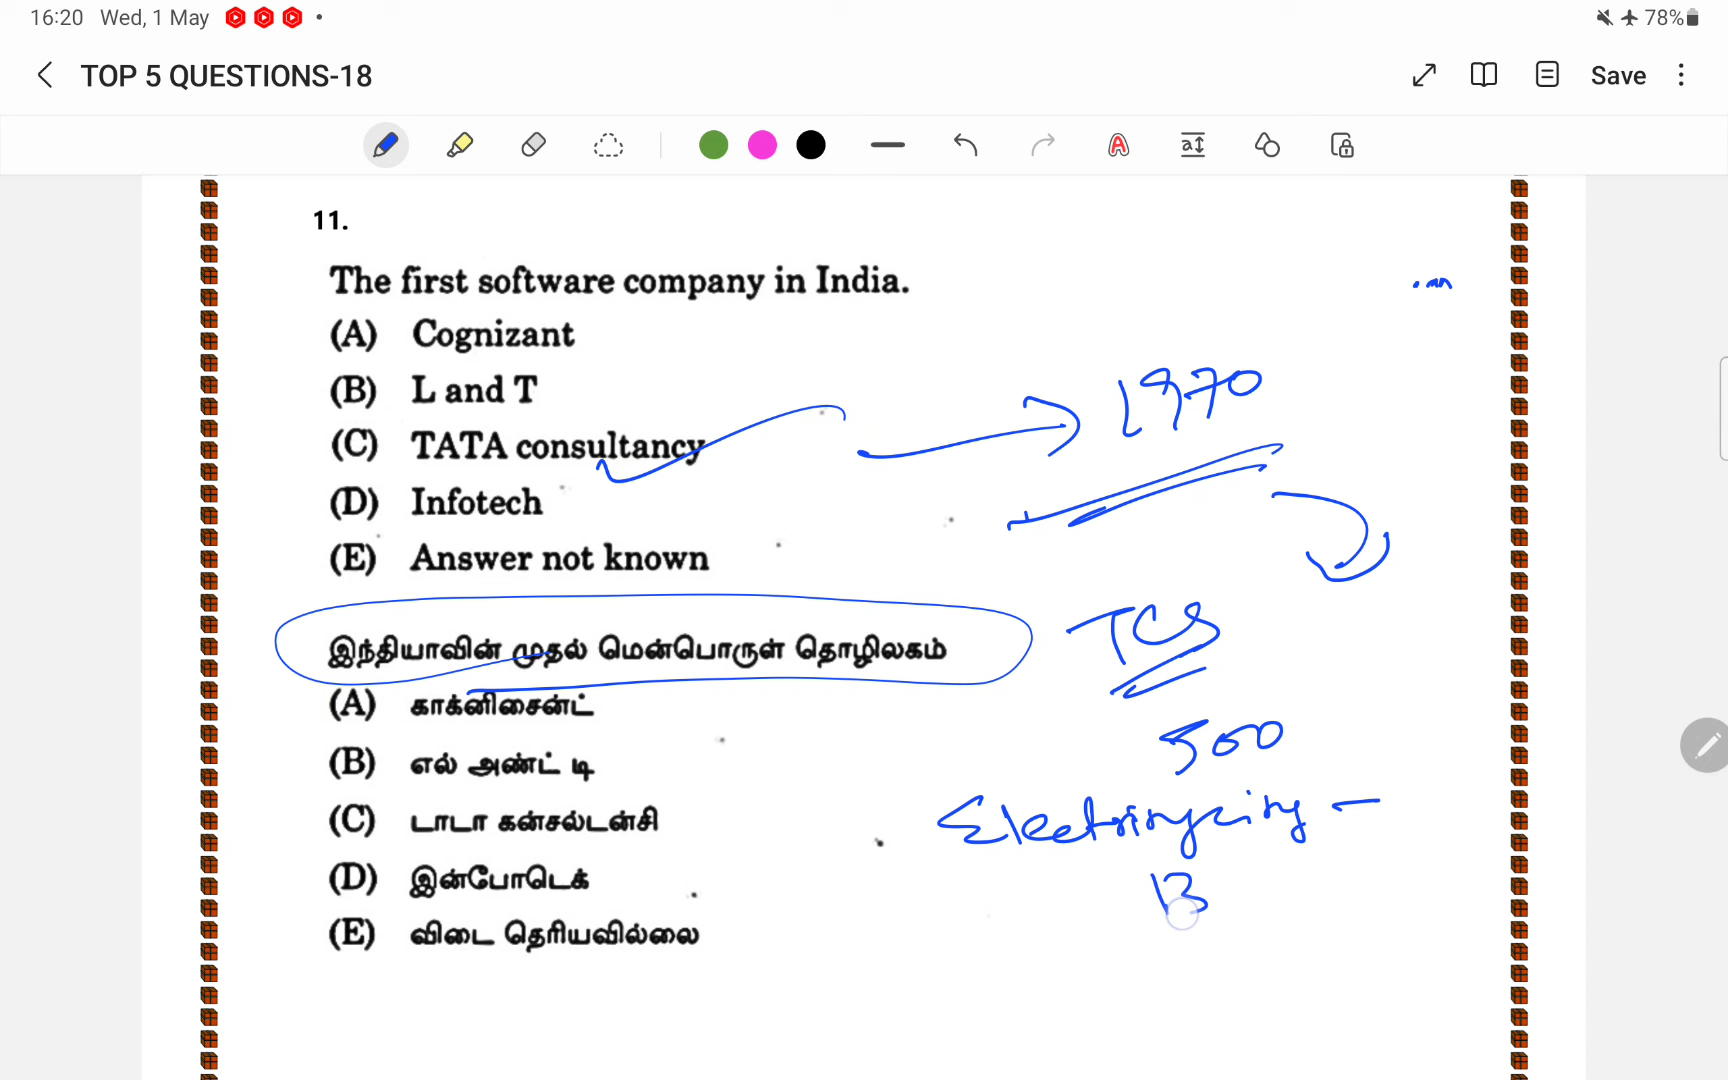 16:20 Wed, 1 May
78%
TOP 5 QUESTIONS-18
Save
11.
The first software company in India.
(A) Cognizant
(B) L and T
(C) TATA consultancy
(D) Infotech
(E) Answer not known
1970
இந்தியாவின் முதல் மென்பொருள் தொழிலகம்
(A) காக்னிசைன்ட்
(B) எல் அண்ட் டி
(C) டாடா கன்சல்டன்சி
(D) இன்போடெக்
(E) விடை தெரியவில்லை
TCS
500
13